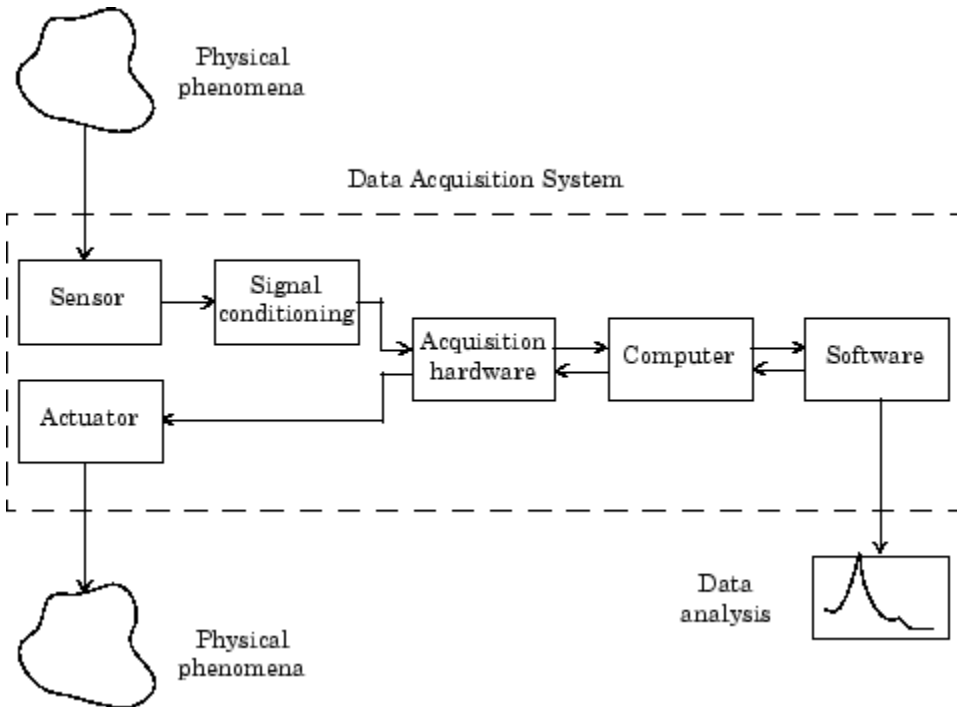 Physical
phenomena
Data Acquisition System
Sensor
Signal
conditioning
Acquisition
hardware
Computer
Software
Actuator
Data
analysis
Physical
phenomena